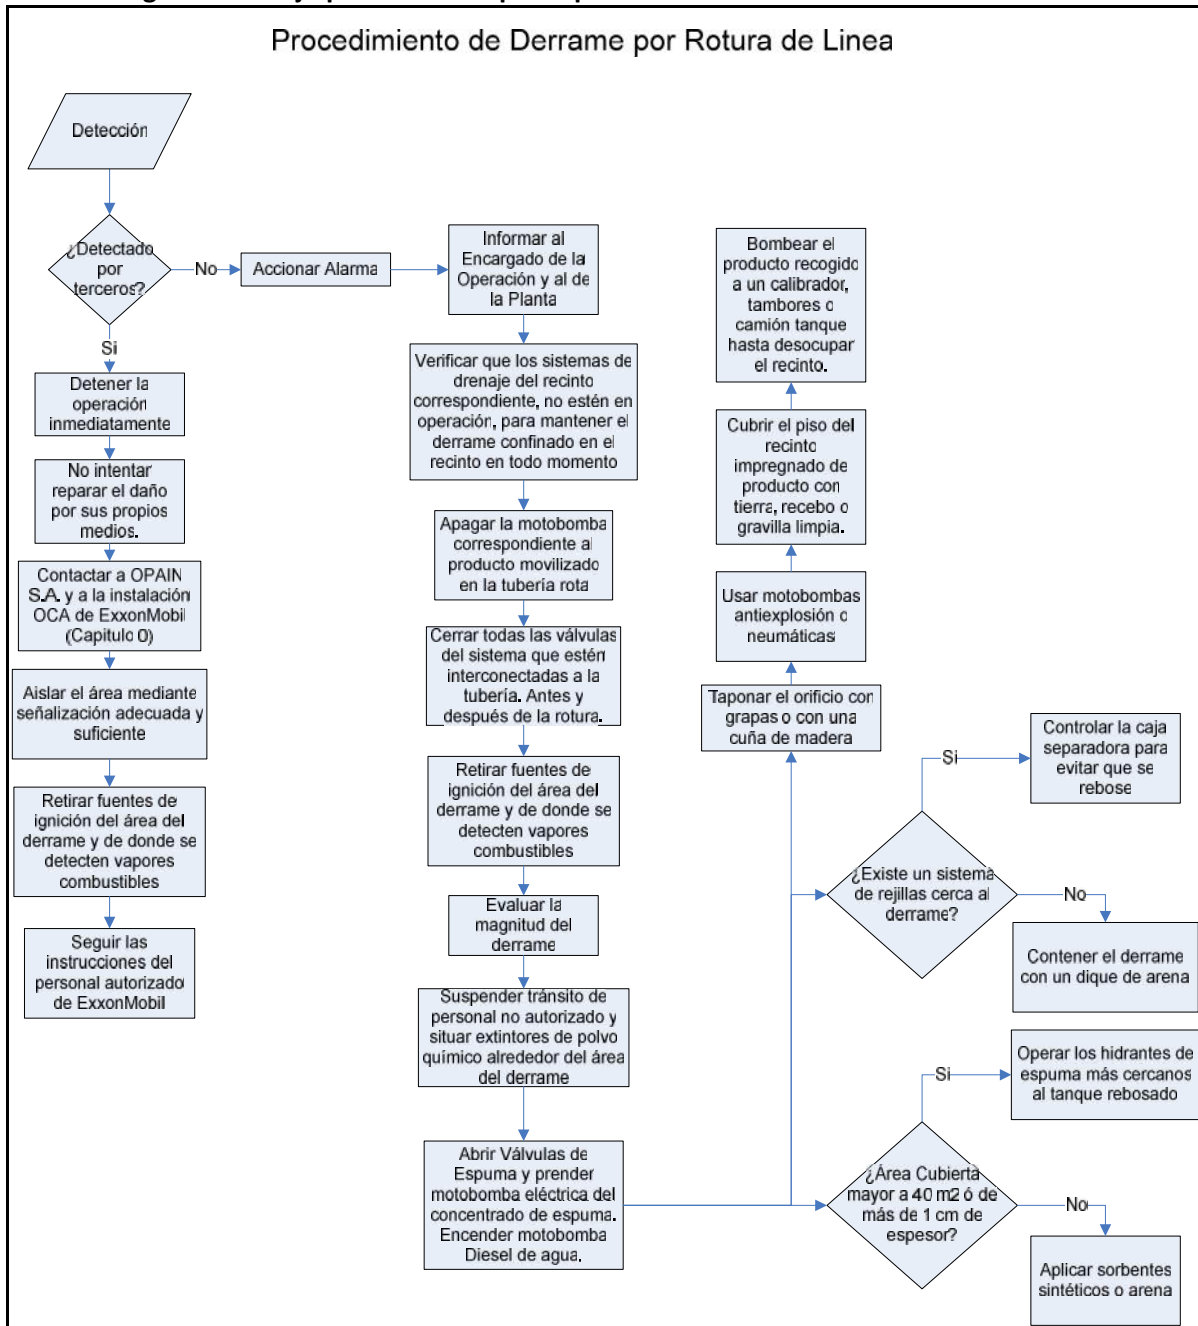 Procedimiento de Derrame por Rotura de Linea
Detección
¿Detectado
por
terceros?
No
Accionar Alarma
Informar al
Encargado de la
Operación y al de
la Planta
Si
Detener la
operación
inmediatamente
No intentar
reparar el daño
por sus propios
medios.
Contactar a OPAIN
S.A. y a la instalación
OCA de ExxonMobil
(Capitulo 0)
Aislar el área mediante
señalización adecuada y
suficiente
Retirar fuentes de
ignición del área del
derrame y de donde se
detecten vapores
combustibles
Seguir las
instrucciones del
personal autorizado
de ExxonMobil
Verificar que los sistemas de
drenaje del recinto
correspondiente, no estén en
operación, para mantener el
derrame confinado en el
recinto en todo momento
Apagar la motobomba
correspondiente al
producto movilizado
en la tubería rota
Cerrar todas las válvulas
del sistema que estén
interconectadas a la
tubería. Antes y
después de la rotura.
Retirar fuentes de
ignición del área del
derrame y de donde se
detecten vapores
combustibles
Evaluar la
magnitud del
derrame
Suspender tránsito de
personal no autorizado y
situar extintores de polvo
químico alrededor del área
del derrame
Abrir Válvulas de
Espuma y prender
motobomba eléctrica del
concentrado de espuma.
Encender motobomba
Diesel de agua.
Bombear el
producto recogido
a un calibrador,
tambores o
camión tanque
hasta desocupar
el recinto.
Cubrir el piso del
recinto
impregnado de
producto con
tierra, recebo o
gravilla limpia.
Usar motobombas
antiexplosión o
neumáticas
Taponar el orificio con
grapas o con una
cuña de madera
¿Existe un sistema
de rejillas cerca al
derrame?
Si
Controlar la caja
separadora para
evitar que se
rebose
No
Contener el derrame
con un dique de arena
¿Área Cubierta
mayor a 40 m2 ó de
más de 1 cm de
espesor?
Si
Operar los hidrantes de
espuma más cercanos
al tanque rebosado
No
Aplicar sorbentes
sintéticos o arena